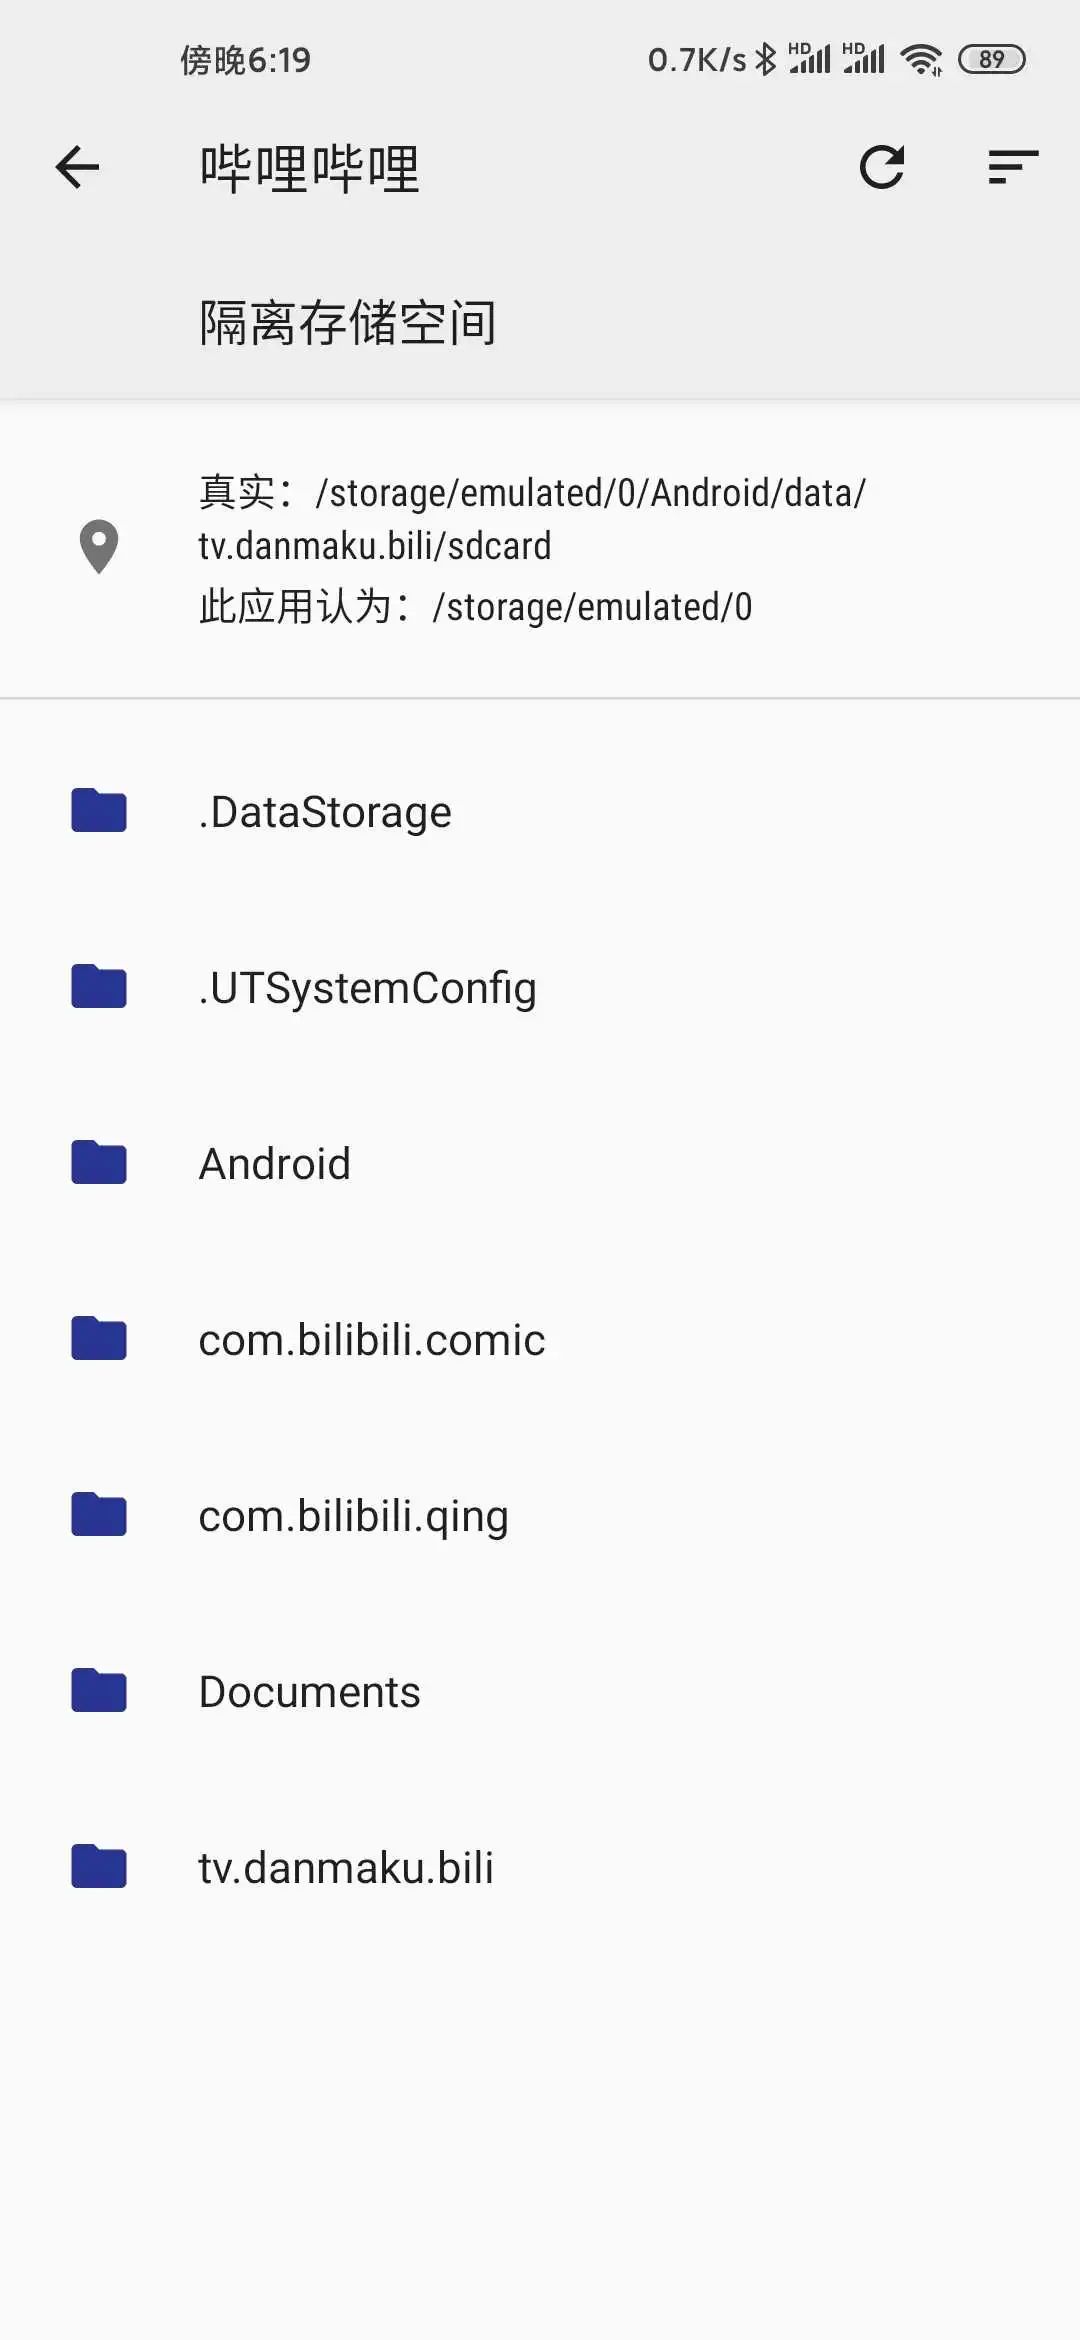 傍晚6:19 0.7K/s HD HD 89
哔哩哔哩
隔离存储空间
真实：/storage/emulated/0/Android/data/
tv.danmaku.bili/sdcard
此应用认为：/storage/emulated/0
.DataStorage
.UTSystemConfig
Android
com.bilibili.comic
com.bilibili.qing
Documents
tv.danmaku.bili